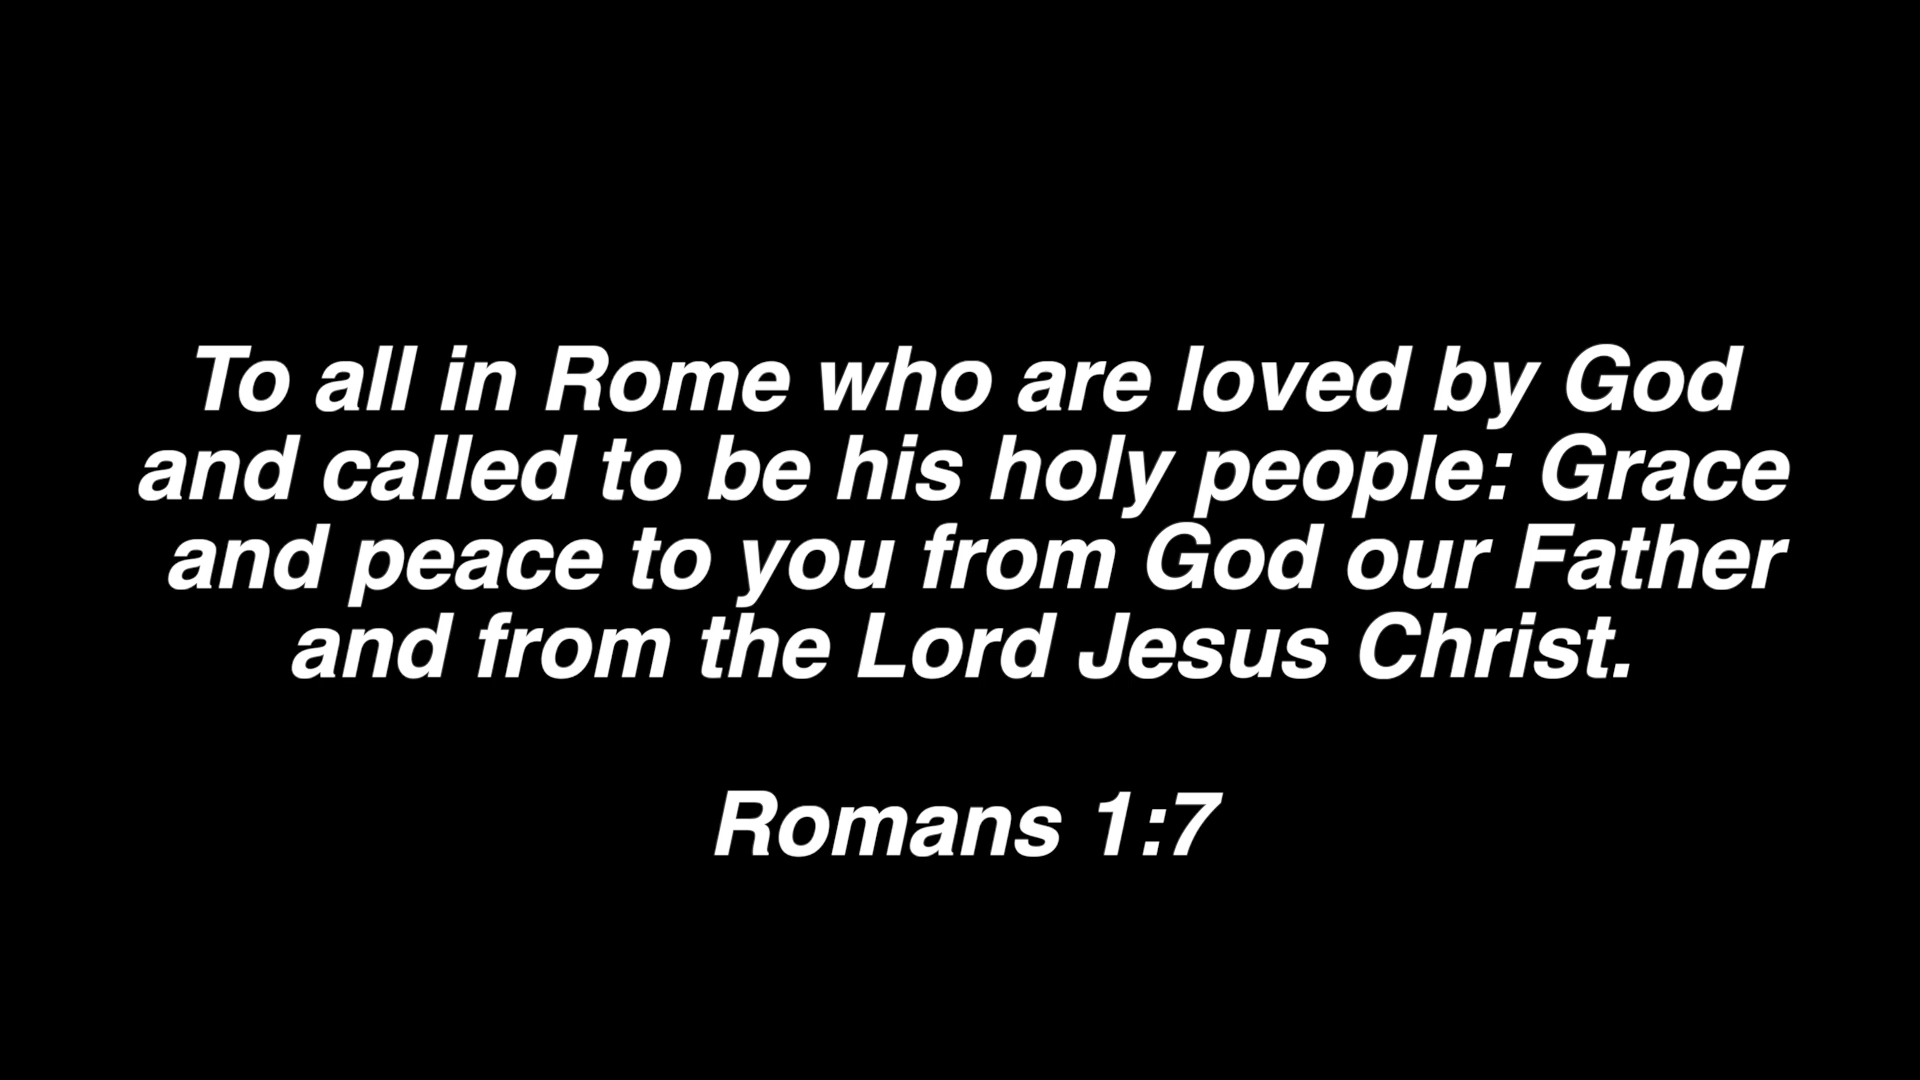 To all in Rome who are loved by God
and called to be his holy people: Grace
and peace to you from God our Father
and from the Lord Jesus Christ.
Romans 1:7